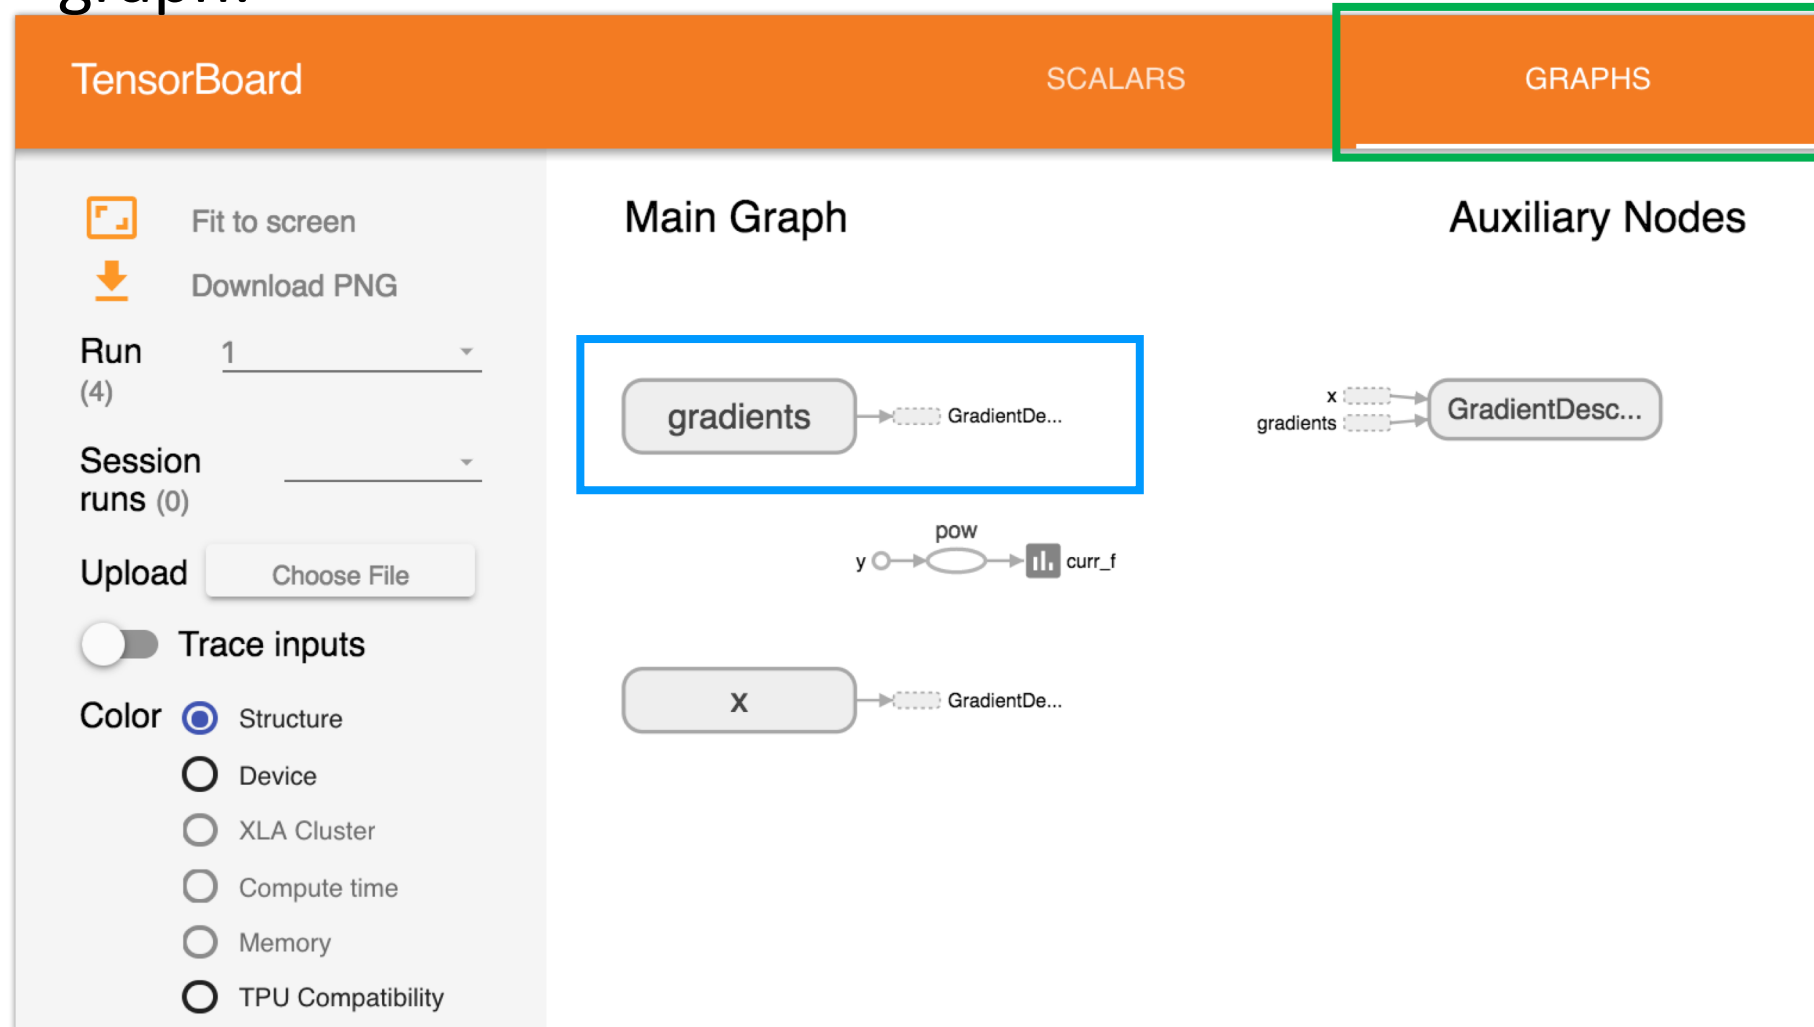 graph.
TensorBoard
SCALARS
GRAPHS
Fit to screen
Download PNG
Run
(4)
1
Session
runs (0)
Upload
Choose File
Trace inputs
Color
Structure
Device
XLA Cluster
Compute time
Memory
TPU Compatibility
Main Graph
gradients
GradientDe...
pow
y
curr_f
x
GradientDe...
Auxiliary Nodes
x
gradients
GradientDesc...